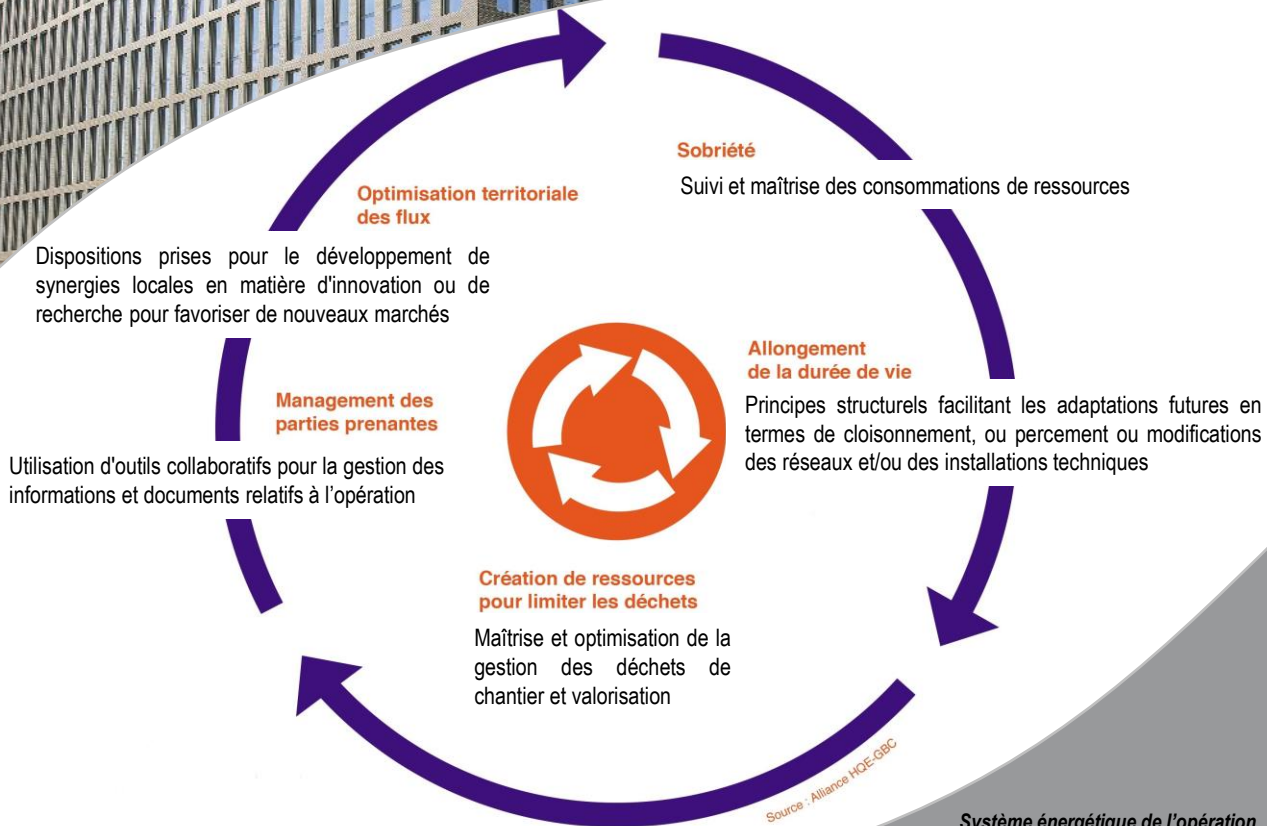 Sobriété
Suivi et maîtrise des consommations de ressources
Optimisation territoriale
des flux
Dispositions prises pour le développement de
synergies locales en matière d'innovation ou de
recherche pour favoriser de nouveaux marchés
Allongement
de la durée de vie
Principes structurels facilitant les adaptations futures en
termes de cloisonnement, ou percement ou modifications
des réseaux et/ou des installations techniques
Management des
parties prenantes
Utilisation d'outils collaboratifs pour la gestion des
informations et documents relatifs à l'opération
Création de ressources
pour limiter les déchets
Maîtrise et optimisation de la
gestion des déchets de
chantier et valorisation
Source : Alliance HQE-GBC
Système énergétique de l'opération